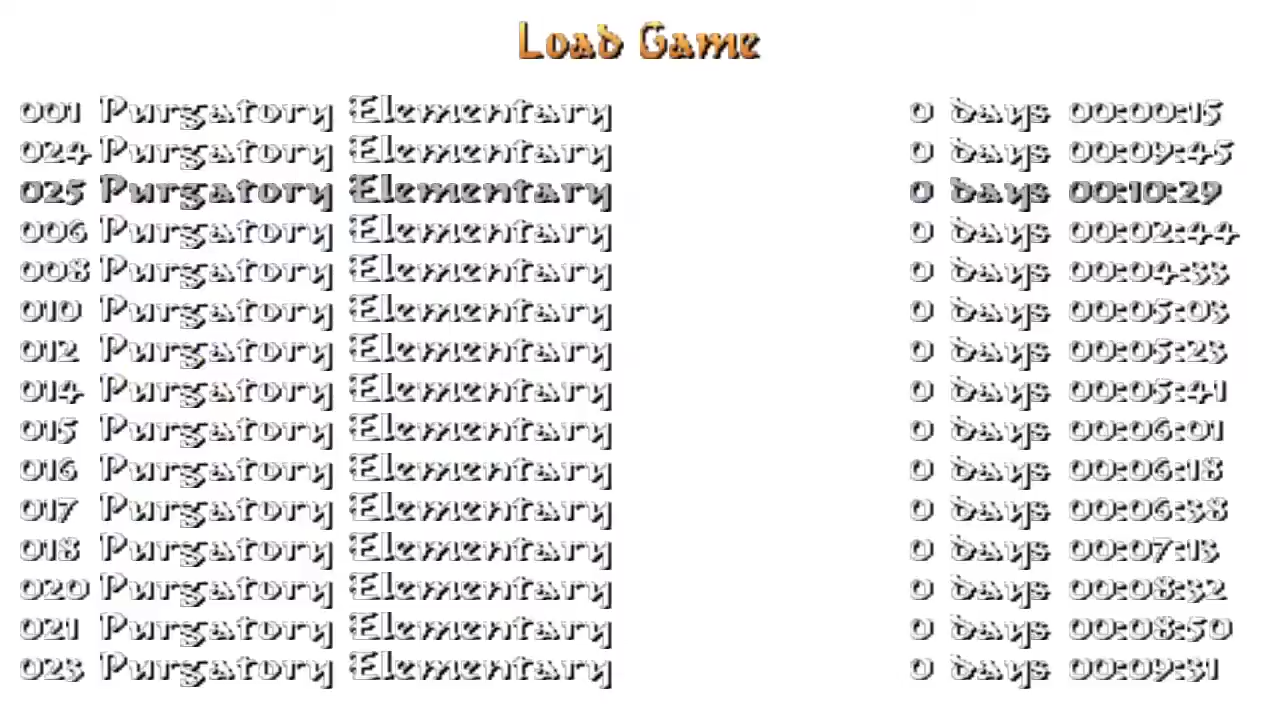 Load Game
001 Purgatory Elementary 0 days 00:00:15
024 Purgatory Elementary 0 days 00:09:45
025 Purgatory Elementary 0 days 00:10:29
006 Purgatory Elementary 0 days 00:02:44
008 Purgatory Elementary 0 days 00:04:33
010 Purgatory Elementary 0 days 00:05:03
012 Purgatory Elementary 0 days 00:05:23
014 Purgatory Elementary 0 days 00:05:41
015 Purgatory Elementary 0 days 00:06:01
016 Purgatory Elementary 0 days 00:06:18
017 Purgatory Elementary 0 days 00:06:38
018 Purgatory Elementary 0 days 00:07:13
020 Purgatory Elementary 0 days 00:08:32
021 Purgatory Elementary 0 days 00:08:50
023 Purgatory Elementary 0 days 00:09:31